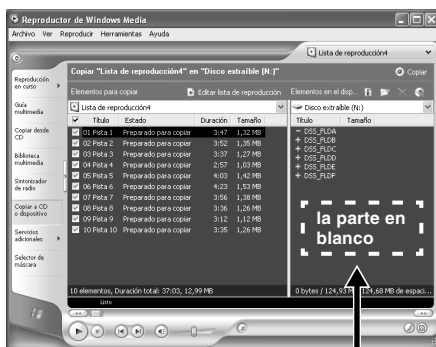 Reproductor de Windows Media
Archivo Ver Reproducir Herramientas Ayuda
Lista de reproducción4
Reproducción en curso
Guía multimedia
Copiar desde CD
Biblioteca multimedia
Sintonizador de radio
Copiar a CD o dispositivo
Servicios adicionales
Selector de máscara
Copiar "Lista de reproducción4" en "Disco extraíble (N:)"
Copiar
Elementos para copiar
Editar lista de reproducción
Elementos en el disp...
Lista de reproducción4
Disco extraíble (N:)
Título Estado Duración Tamaño
Título Tamaño
01 Pista 1 Preparado para copiar 3:47 1,32 MB
02 Pista 2 Preparado para copiar 3:52 1,35 MB
03 Pista 3 Preparado para copiar 3:37 1,27 MB
04 Pista 4 Preparado para copiar 2:57 1,03 MB
05 Pista 5 Preparado para copiar 4:03 1,42 MB
06 Pista 6 Preparado para copiar 4:23 1,53 MB
07 Pista 7 Preparado para copiar 3:56 1,38 MB
08 Pista 8 Preparado para copiar 3:36 1,26 MB
09 Pista 9 Preparado para copiar 3:12 1,12 MB
10 Pista 10 Preparado para copiar 3:35 1,26 MB
DSS_FLDA
DSS_FLDB
DSS_FLDC
DSS_FLDD
DSS_FLDE
DSS_FLDF
la parte en
blanco
10 elementos, Duración total: 37:03, 12,99 MB
0 bytes / 124,93 M 124,68 MB de espaci...
Listo